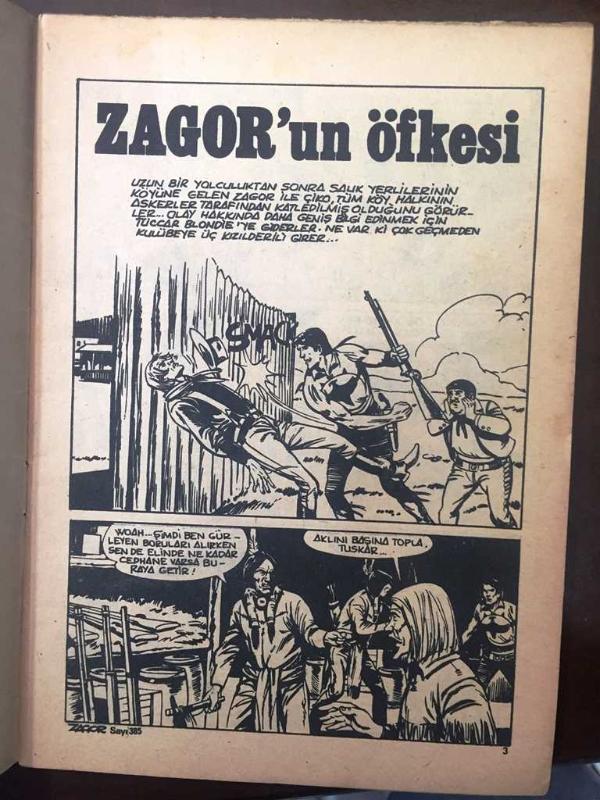 ZAGOR'un öfkesi
UZUN BİR YOLCULUKTAN SONRA SALIK YERLİLERİNİN
KÖYÜNE GELEN ZAGOR İLE ÇİKO, TÜM KÖY HALKININ
ASKERLER TARAFINDAN KATLEDİLMİŞ OLDUĞUNU GÖRÜR-
LER... OLAY HAKKINDA DAHA GENİŞ BİLGİ EDİNMEK İÇİN
TÜCCAR BLONDİE'YE GİDERLER. NE VAR Kİ ÇOK GEÇMEDEN
KULÜBEYE ÜÇ KIZILDERİLİ GİRER...
SMAC
WOAH... ŞİMDİ BEN GÜR-
LEYEN BORULARI ALIRKEN
SEN DE ELİNDE NE KADAR
CEPHANE VARSA BU-
RAYA GETİR!
AKLINI BAŞINA TOPLA,
TUSKAR...
ZAGOR Sayı 385
3